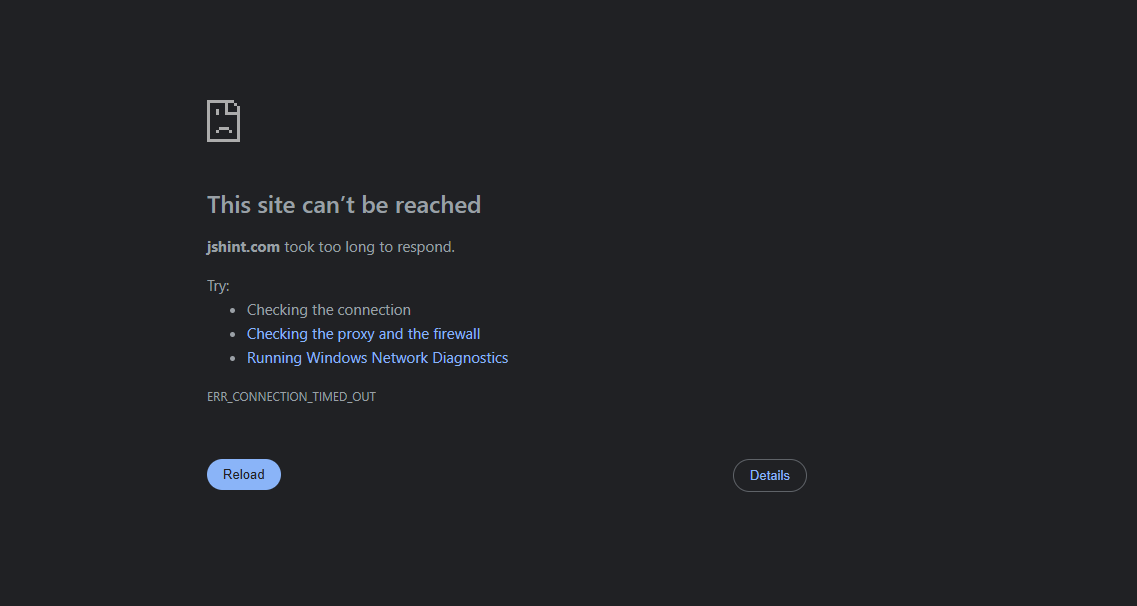 This site can’t be reached
jshint.com took too long to respond.
Try:
Checking the connection
Checking the proxy and the firewall
Running Windows Network Diagnostics
ERR_CONNECTION_TIMED_OUT
Reload
Details